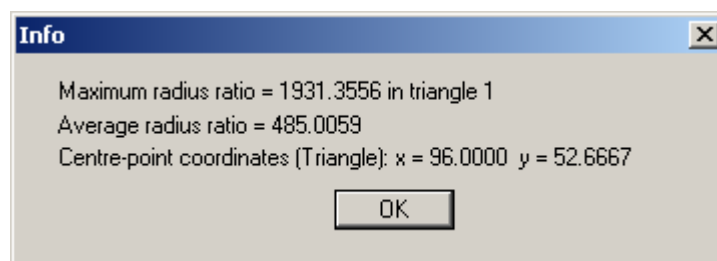 Info
Maximum radius ratio = 1931.3556 in triangle 1
Average radius ratio = 485.0059
Centre-point coordinates (Triangle): x = 96.0000 y = 52.6667
OK